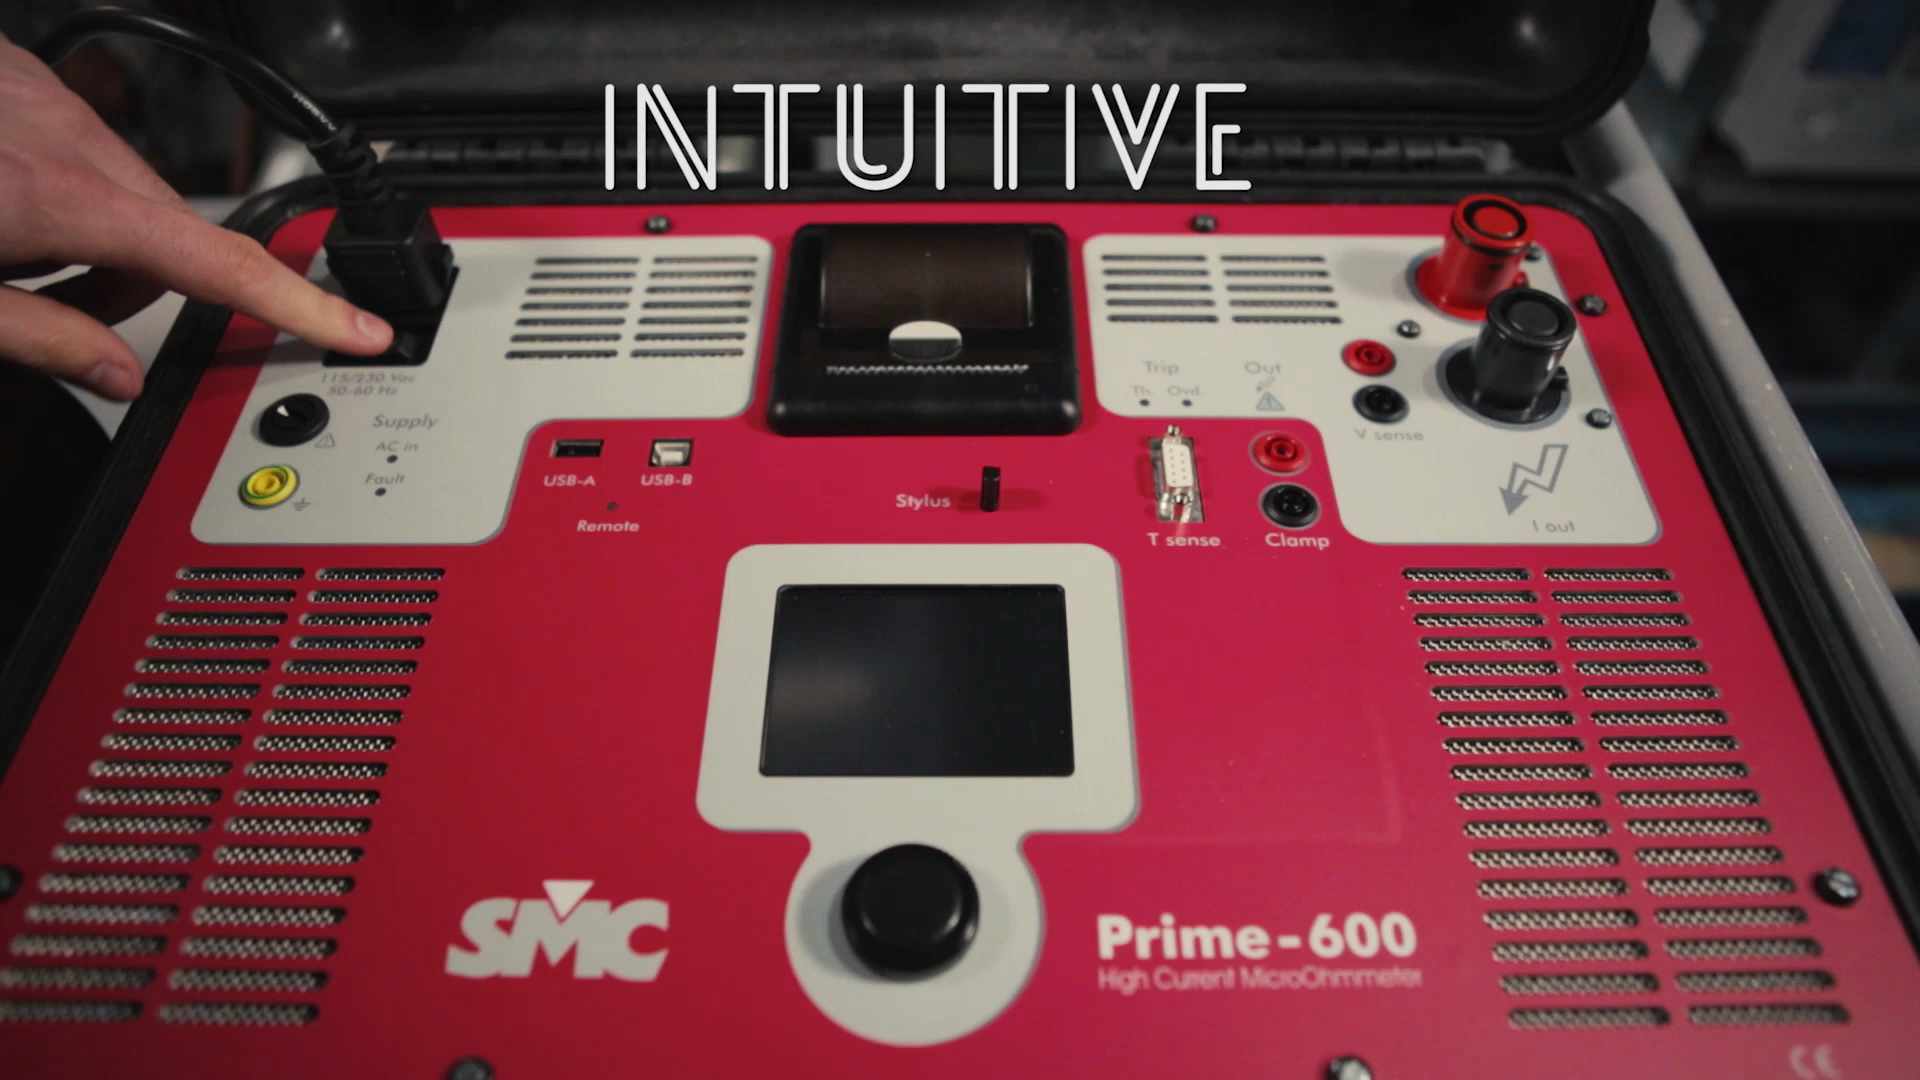 INTUITIVE
115/230 Vac
50-60 Hz
Supply
AC in
Fault
USB-A
USB-B
Remote
Stylus
Trip
Th.
Ovd.
Out
V sense
T sense
Clamp
I out
SMC
Prime-600
High Current MicroOhmmeter
CE